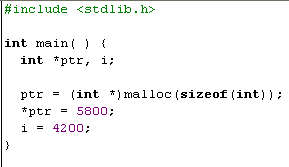 #include <stdlib.h>
int main( ) {
int *ptr, i;
ptr = (int *)malloc(sizeof(int));
*ptr = 5800;
i = 4200;
}